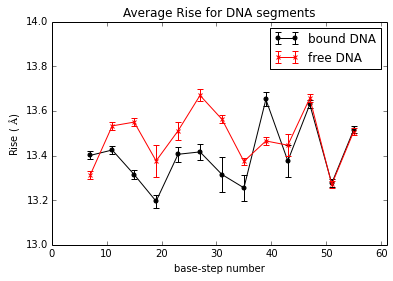 Average Rise for DNA segments
14.0
13.8
13.6
13.4
13.2
13.0
Rise ( Å)
bound DNA
free DNA
0 10 20 30 40 50 60
base-step number